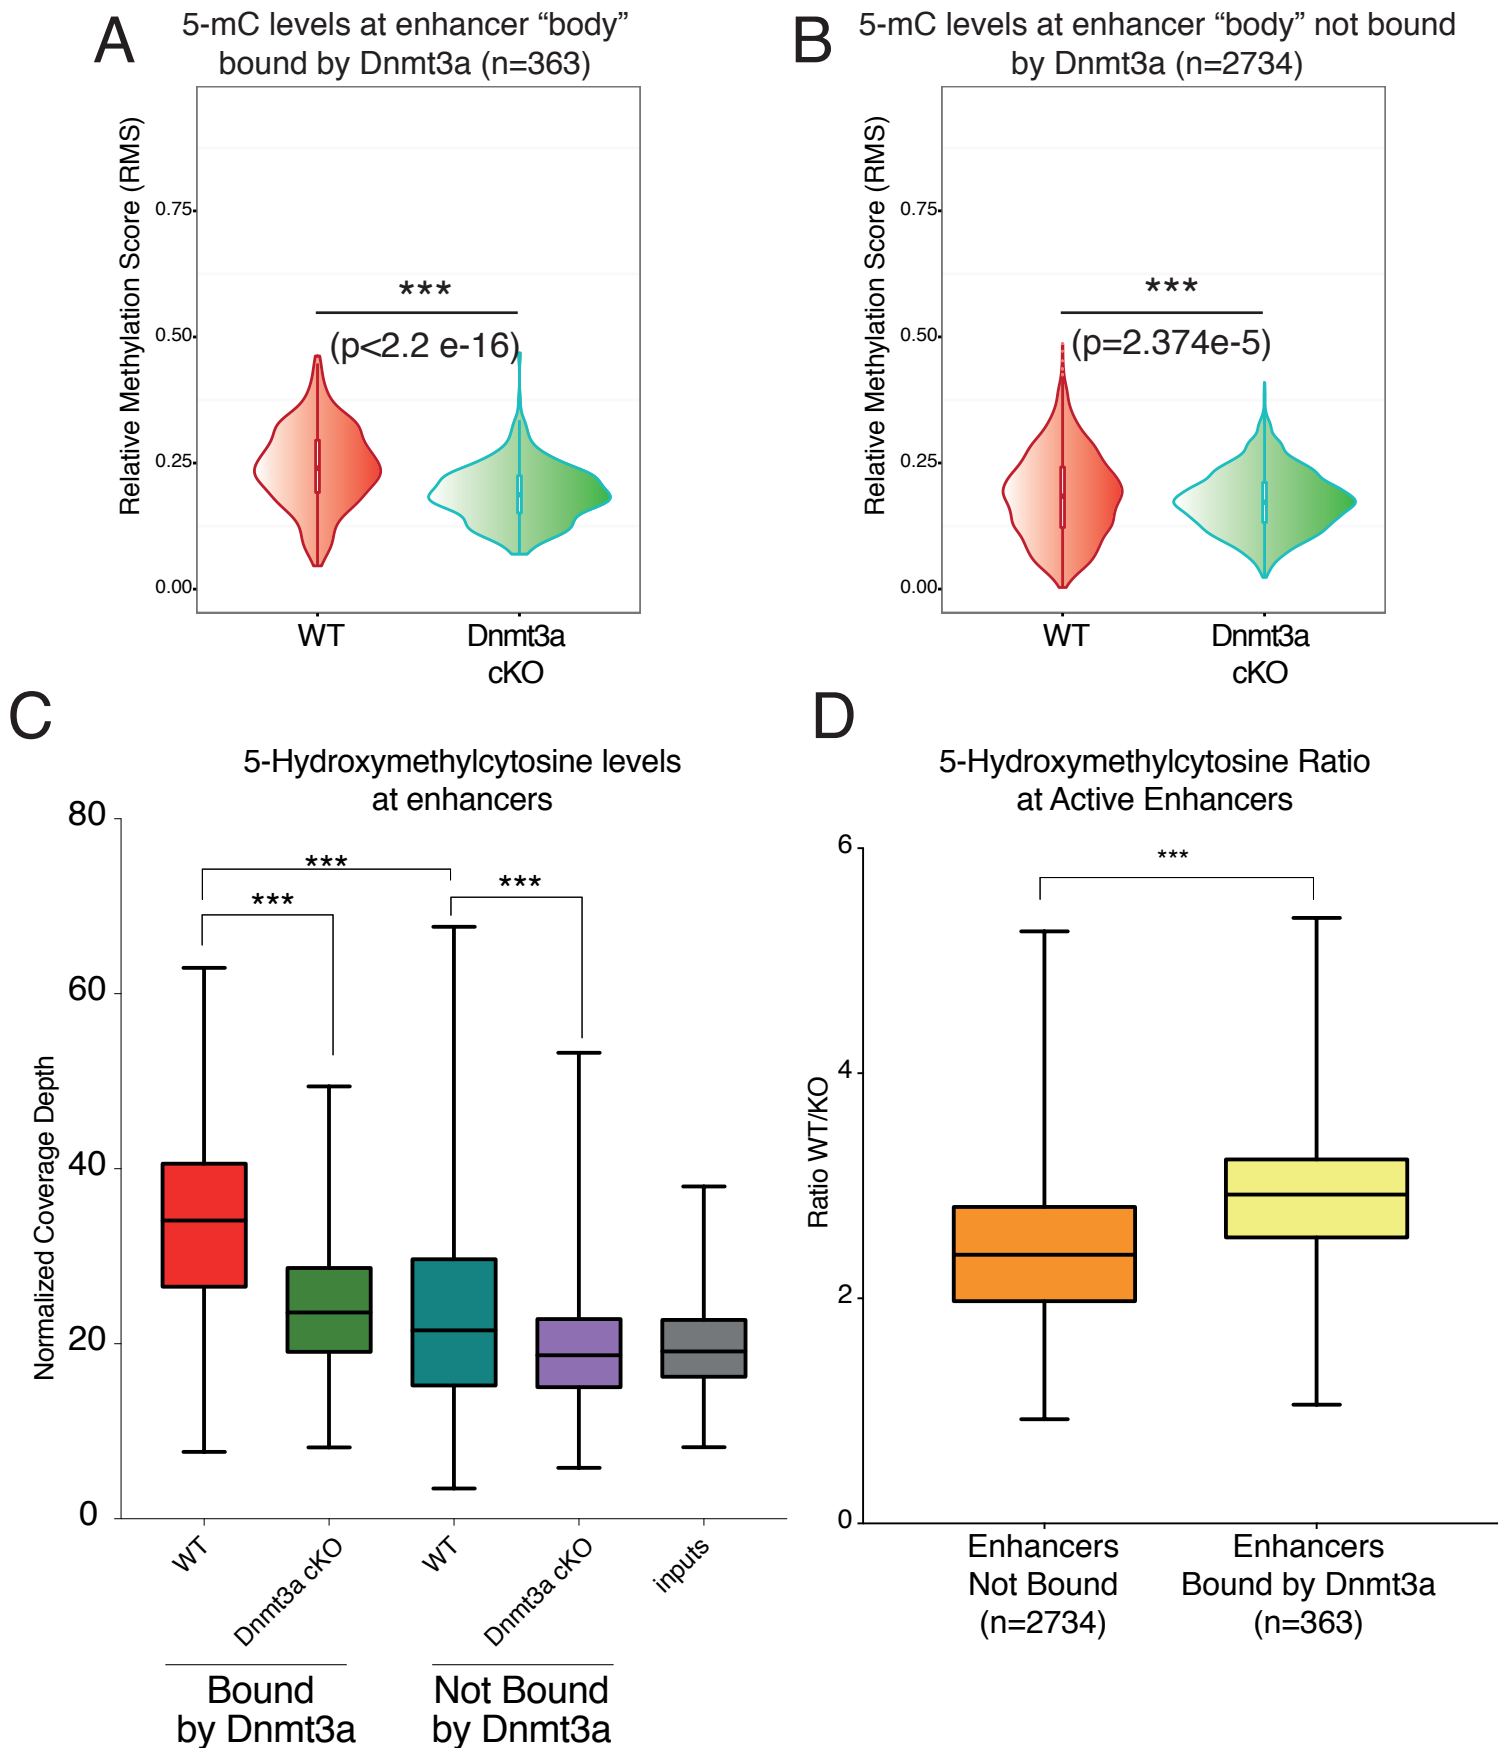 A
5-mC levels at enhancer “body”
bound by Dnmt3a (n=363)
Relative Methylation Score (RMS)
0.75
0.50
0.25
0.00
***
(p<2.2 e-16)
WT
Dnmt3a
cKO
B
5-mC levels at enhancer “body” not bound
by Dnmt3a (n=2734)
Relative Methylation Score (RMS)
0.75
0.50
0.25
0.00
***
(p=2.374e-5)
WT
Dnmt3a
cKO
C
5-Hydroxymethylcytosine levels
at enhancers
Normalized Coverage Depth
80
60
40
20
0
***
***
***
WT
Dnmt3a cKO
WT
Dnmt3a cKO
inputs
Bound
by Dnmt3a
Not Bound
by Dnmt3a
D
5-Hydroxymethylcytosine Ratio
at Active Enhancers
Ratio WT/KO
6
4
2
0
***
Enhancers
Not Bound
(n=2734)
Enhancers
Bound by Dnmt3a
(n=363)